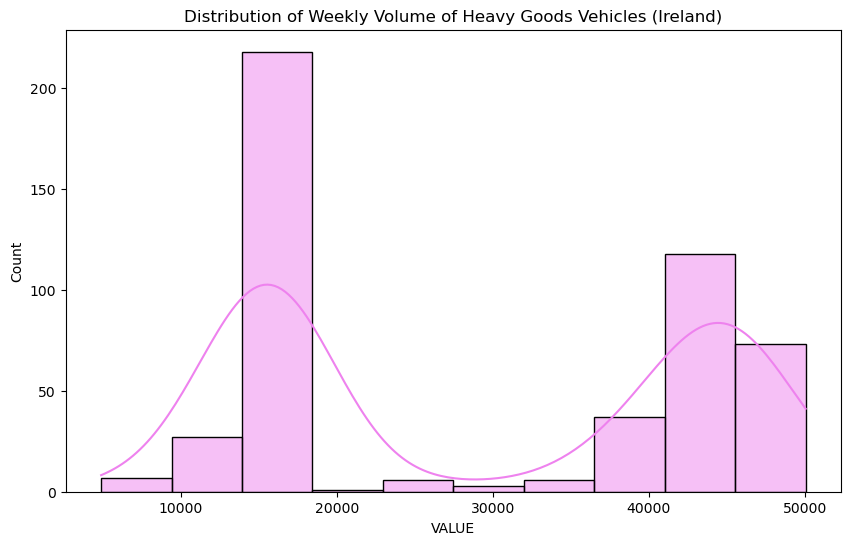 Distribution of Weekly Volume of Heavy Goods Vehicles (Ireland)
200
150
100
50
0
Count
10000 20000 30000 40000 50000
VALUE